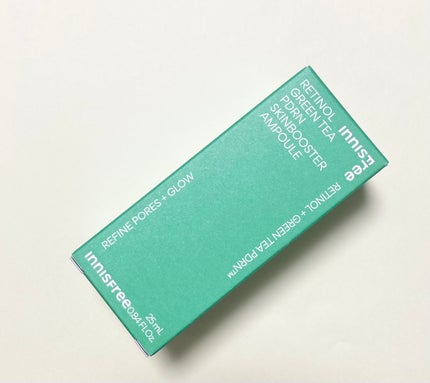 RETINOL
GREEN TEA
PDRN
SKINBOOSTER
AMPOULE
innisFree
REFINE PORES + GLOW
RETINOL + GREEN TEA PDRN™
innisFree
25 mL
0.84 FL.Oz.